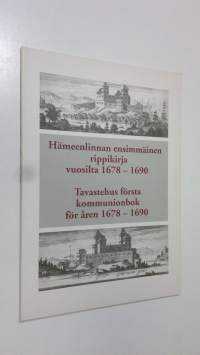 Hämeenlinnan ensimmäinen
rippikirja
vuosilta 1678 – 1690
Tavastehus första
kommunionbok
för åren 1678 – 1690